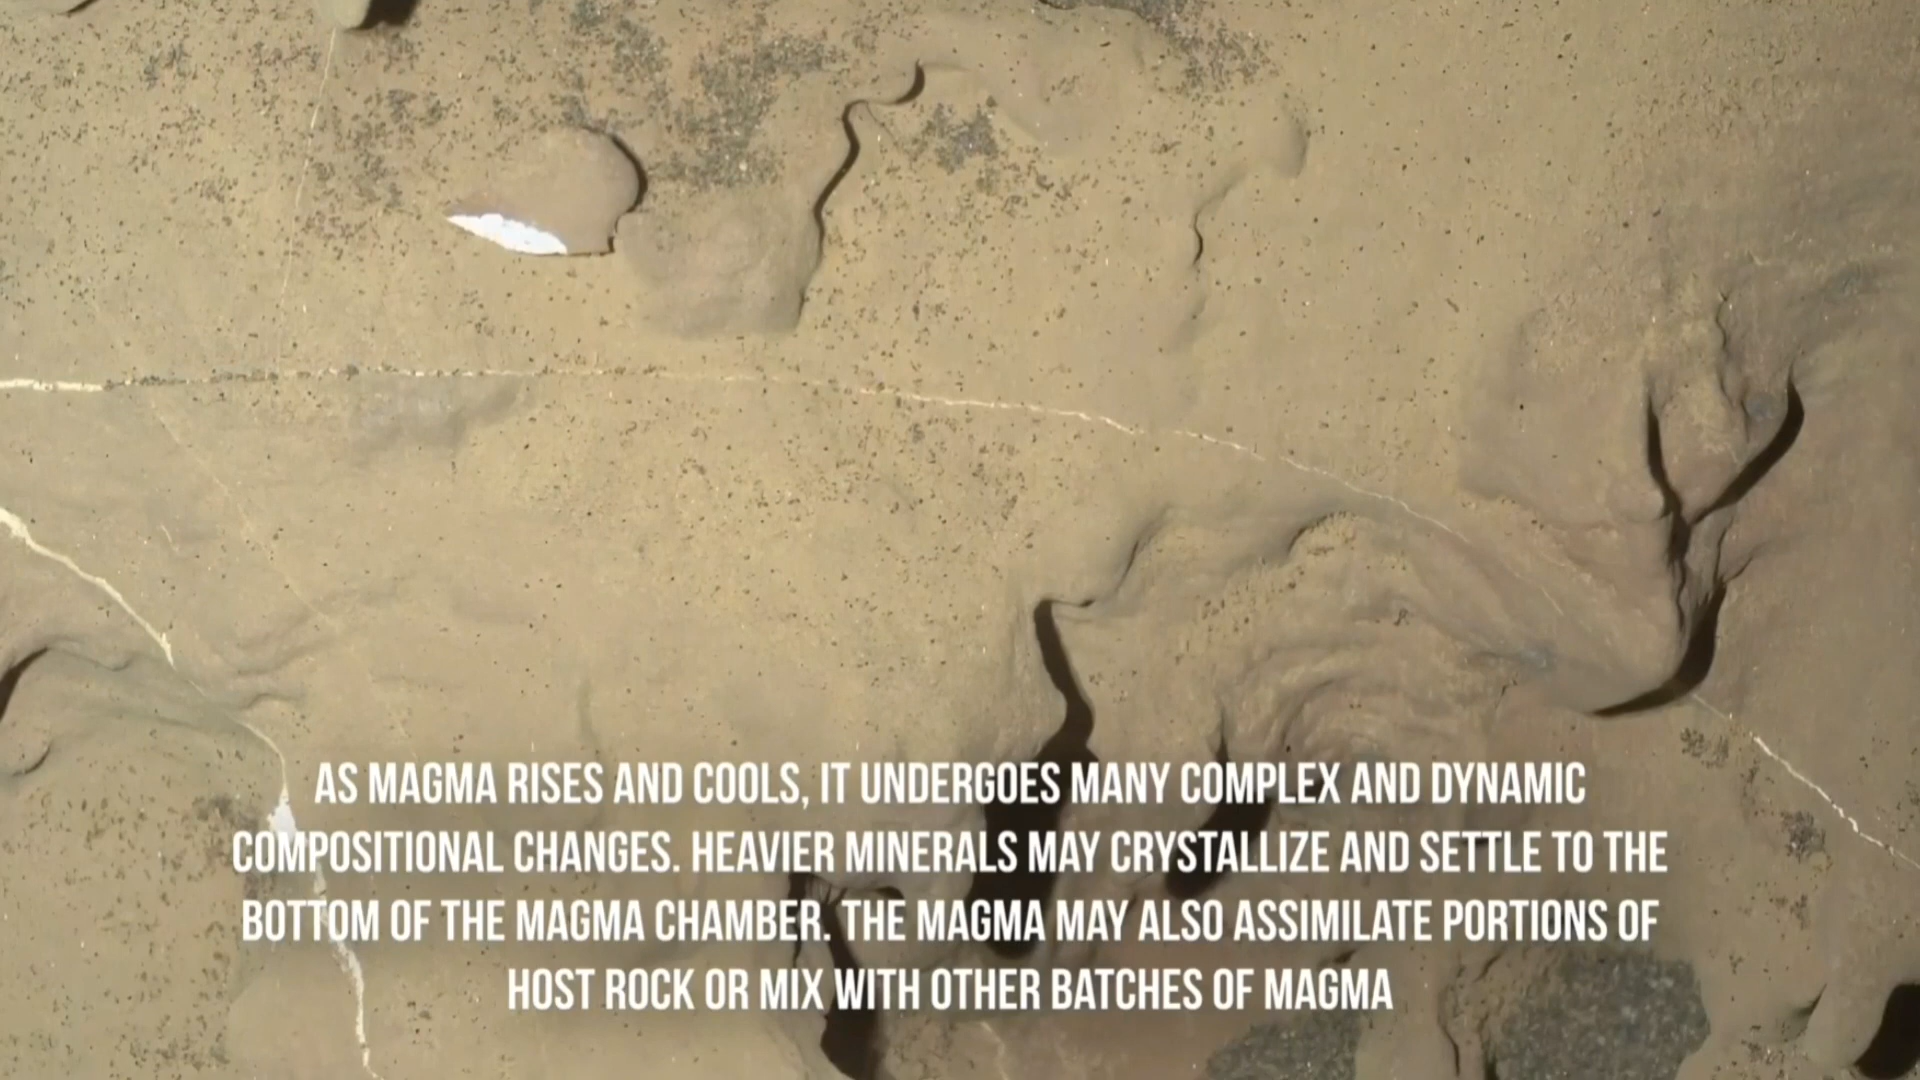 AS MAGMA RISES AND COOLS, IT UNDERGOES MANY COMPLEX AND DYNAMIC
COMPOSITIONAL CHANGES. HEAVIER MINERALS MAY CRYSTALLIZE AND SETTLE TO THE
BOTTOM OF THE MAGMA CHAMBER. THE MAGMA MAY ALSO ASSIMILATE PORTIONS OF
HOST ROCK OR MIX WITH OTHER BATCHES OF MAGMA